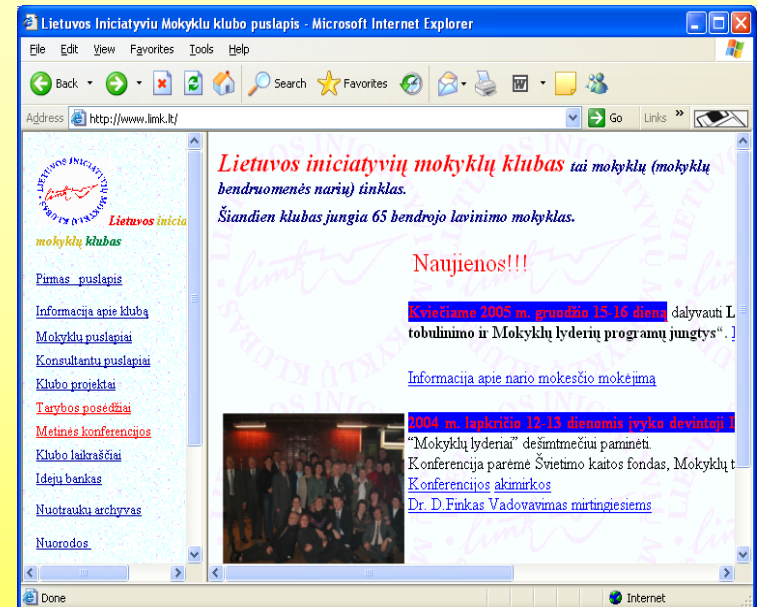 Lietuvos Iniciatyviu Mokyklu klubo puslapis - Microsoft Internet Explorer
File Edit View Favorites Tools Help
Back Search Favorites
Address http://www.limk.lt/ Go Links »
Lietuvos inicia
mokyklų klubas
Pirmas puslapis
Informacija apie klubą
Mokyklų puslapiai
Konsultantų puslapiai
Klubo projektai
Tarybos posėdžiai
Metinės konferencijos
Klubo laikraščiai
Idejų bankas
Nuotraukų archyvas
Nuorodos
Lietuvos iniciatyvių mokyklų klubas tai mokyklų (mokyklų
bendruomenės narių) tinklas.
Šiandien klubas jungia 65 bendrojo lavinimo mokyklas.
Naujienos!!!
Kviečiame 2005 m. gruodžio 15-16 dieną dalyvauti L
tobulinimo ir Mokyklų lyderių programų jungtys“.
Informacija apie nario mokesčio mokėjimą
2004 m. lapkričio 12-13 dienomis įvyko devintoji
“Mokyklų lyderiai” dešimtmečiui paminėti.
Konferencija parėmė Švietimo kaitos fondas, Mokyklų t
Konferencijos akimirkos
Dr. D.Finkas Vadovavimas mirtingiesiems
Done Internet